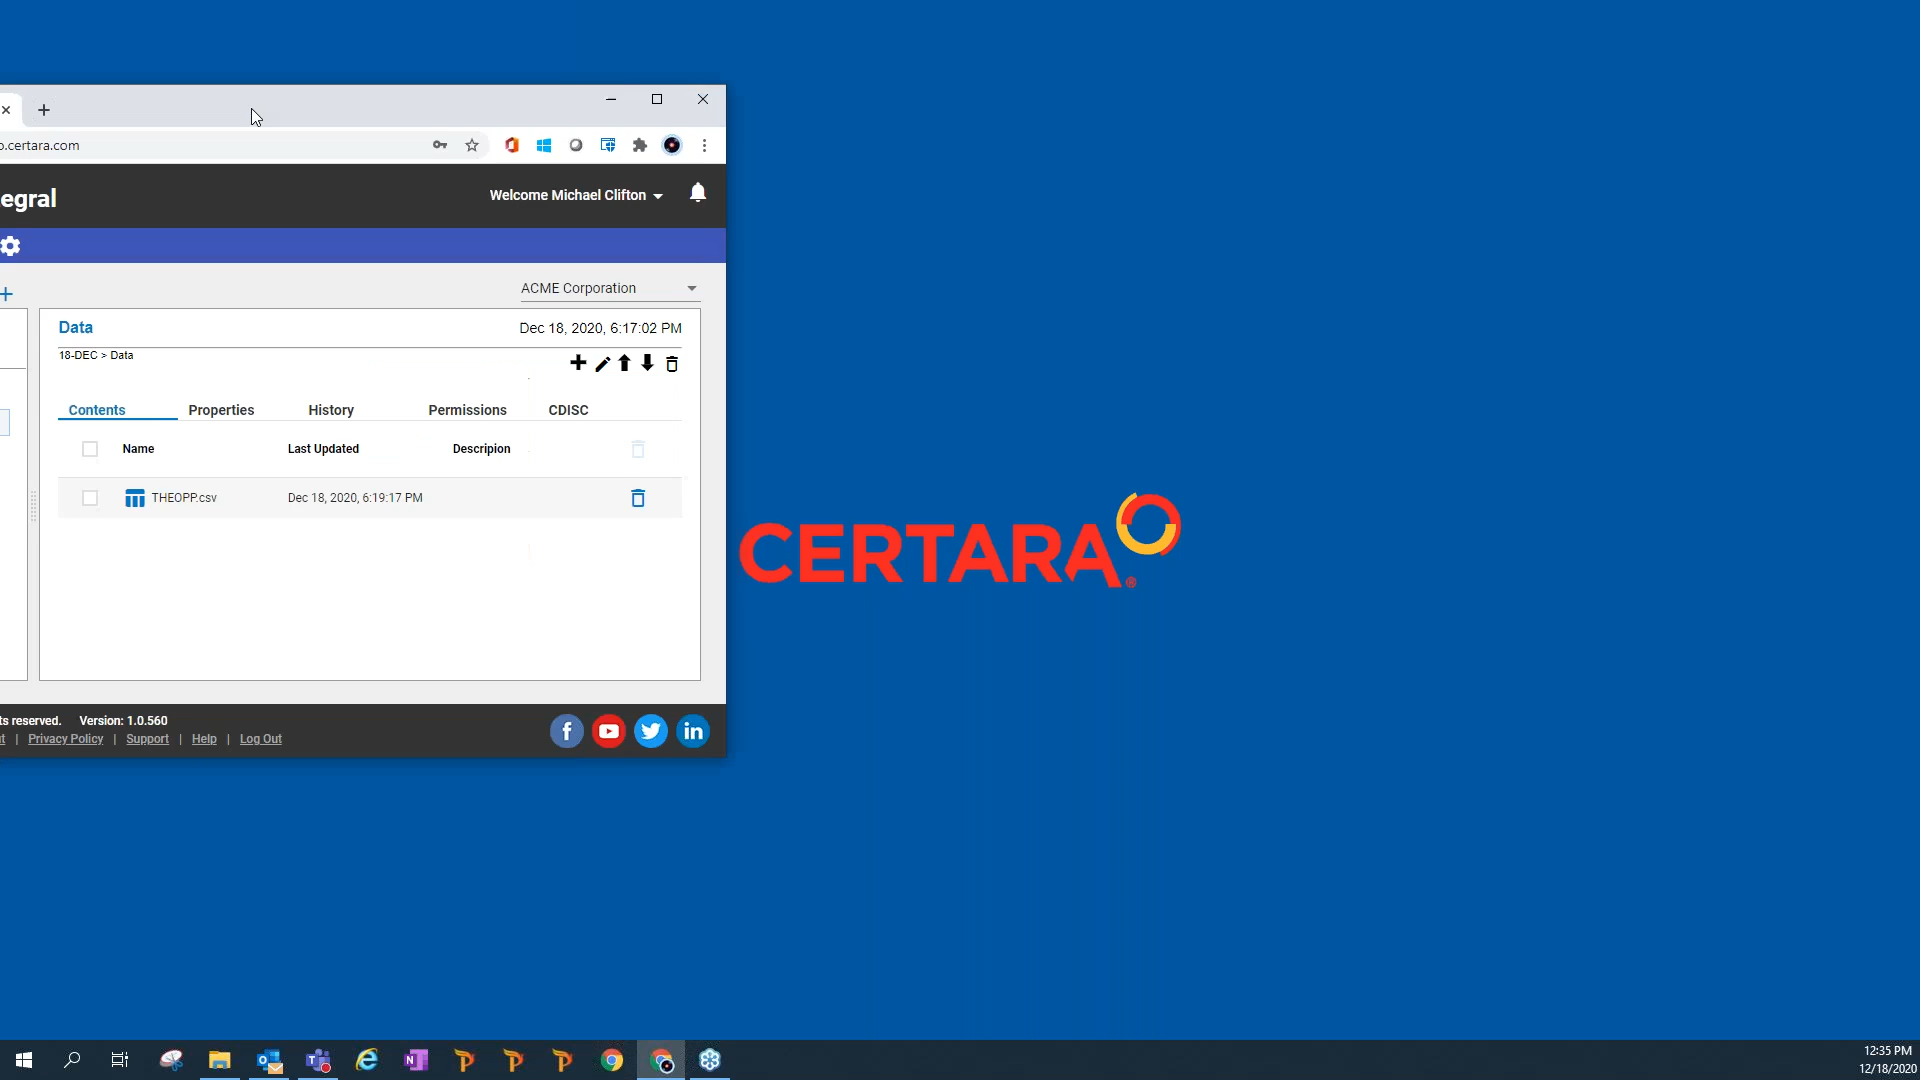 .certara.com
egral
Welcome Michael Clifton
ACME Corporation
Data
Dec 18, 2020, 6:17:02 PM
18-DEC > Data
Contents
Properties
History
Permissions
CDISC
Name
Last Updated
Descripion
THEOPP.csv
Dec 18, 2020, 6:19:17 PM
CERTARA®
ts reserved. Version: 1.0.560
t | Privacy Policy | Support | Help | Log Out
12:35 PM
12/18/2020